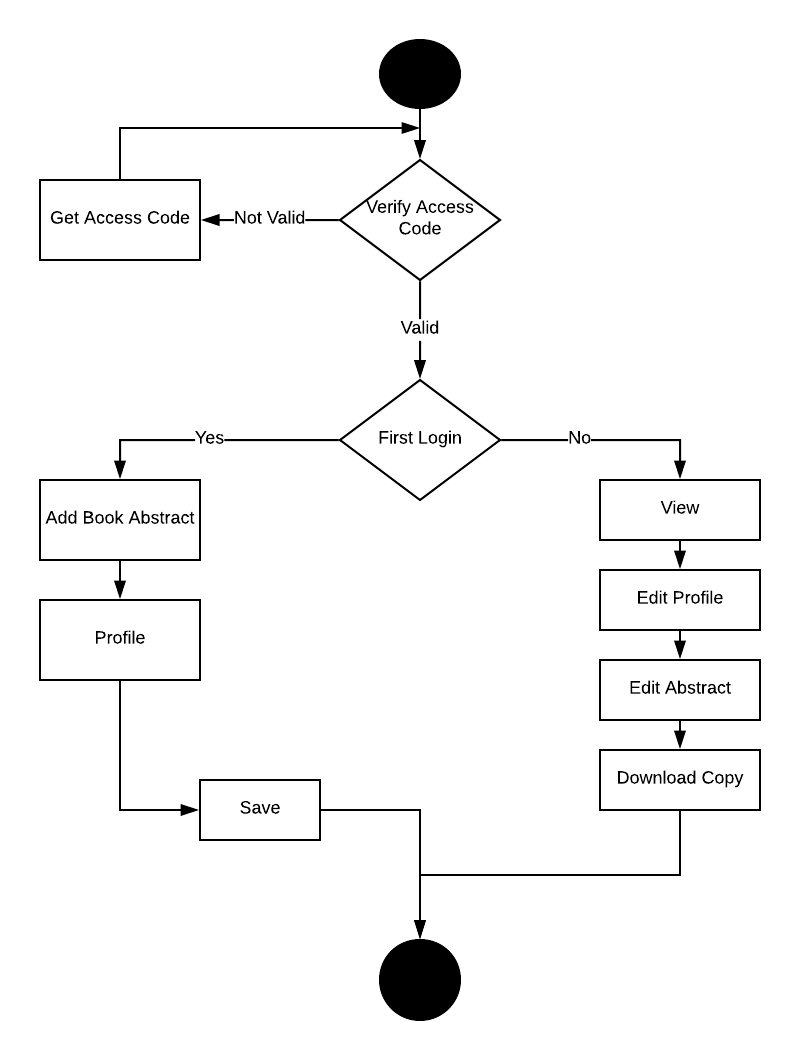 Verify Access
Code
Get Access Code
Not Valid
Valid
First Login
Yes
No
Add Book Abstract
Profile
Save
View
Edit Profile
Edit Abstract
Download Copy